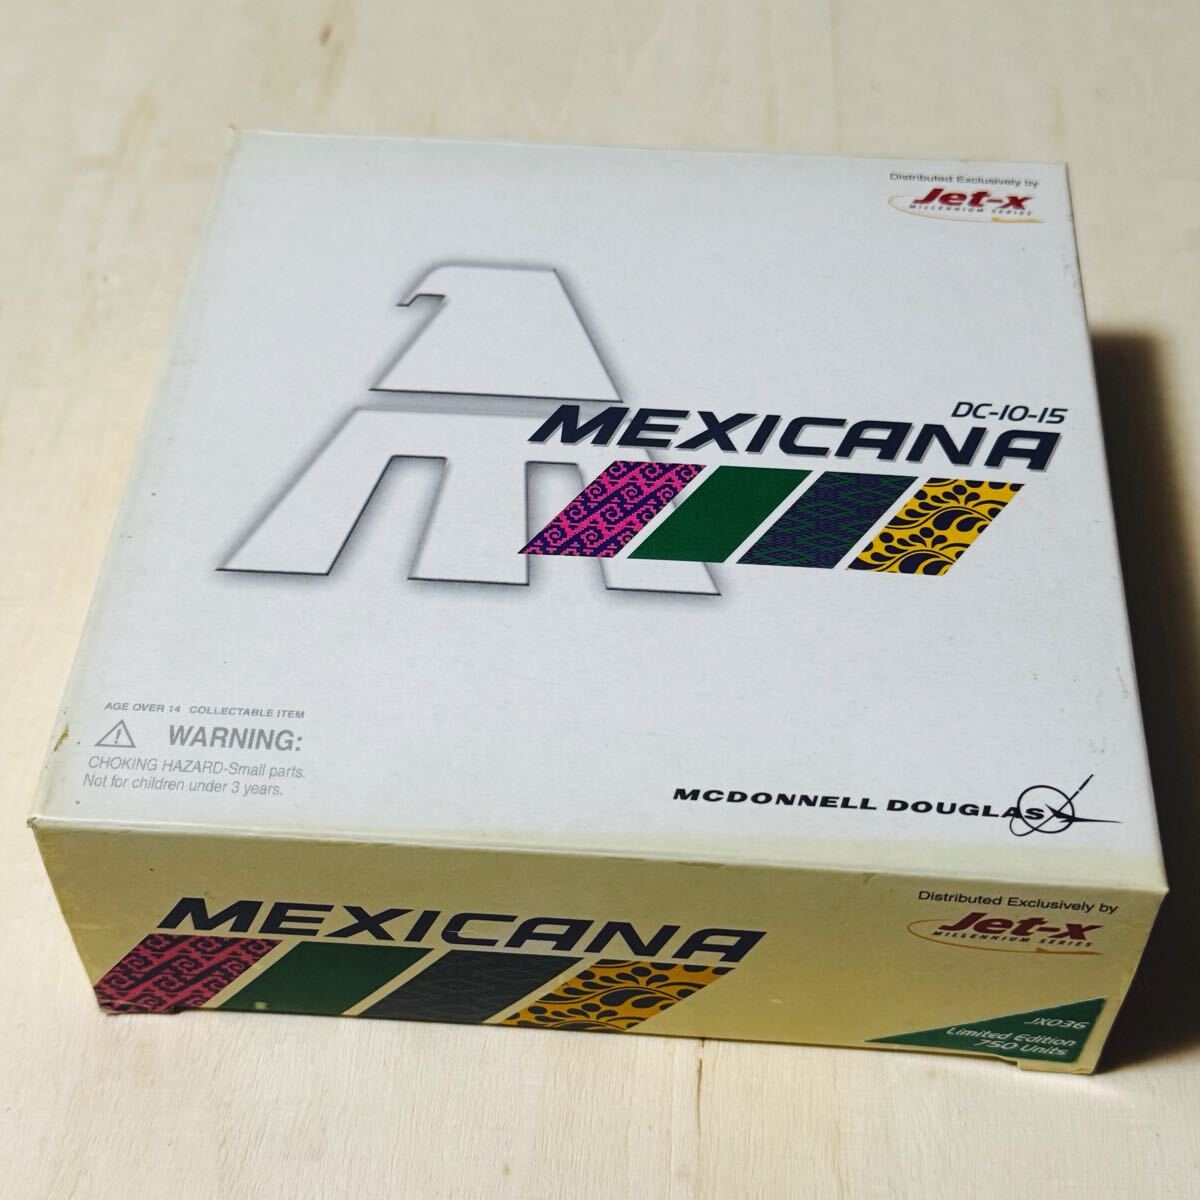 Distributed Exclusively by
Jet-x
MILLENNIUM SERIES
DC-10-15
MEXICANA
AGE OVER 14 COLLECTABLE ITEM
WARNING:
CHOKING HAZARD-Small parts.
Not for children under 3 years.
MCDONNELL DOUGLAS
MEXICANA
Distributed Exclusively by
Jet-x
MILLENNIUM SERIES
JX036
Limited Edition
750 Units